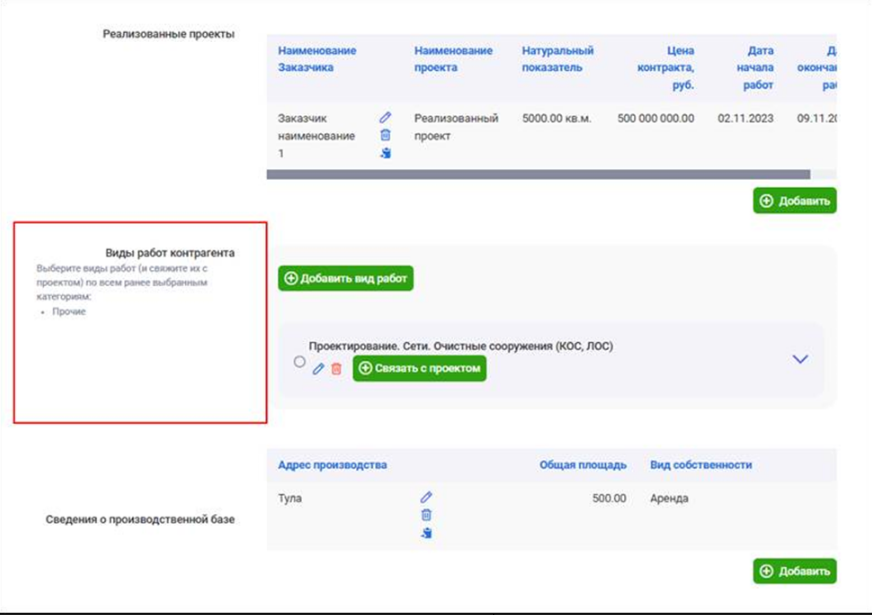 Реализованные проекты
Наименование Заказчика
Наименование проекта
Натуральный показатель
Цена контракта, руб.
Дата начала работ
Заказчик наименование 1
Реализованный проект
5000.00 кв.м.
500 000 000.00
02.11.2023
Добавить
Виды работ контрагента
Выберите виды работ (и свяжите их с
проектом) по всем ранее выбранным
категориям:
• Прочие
Добавить вид работ
Проектирование. Сети. Очистные сооружения (КОС, ЛОС)
Связать с проектом
Адрес производства
Общая площадь
Вид собственности
Сведения о производственной базе
Тула
500.00
Аренда
Добавить